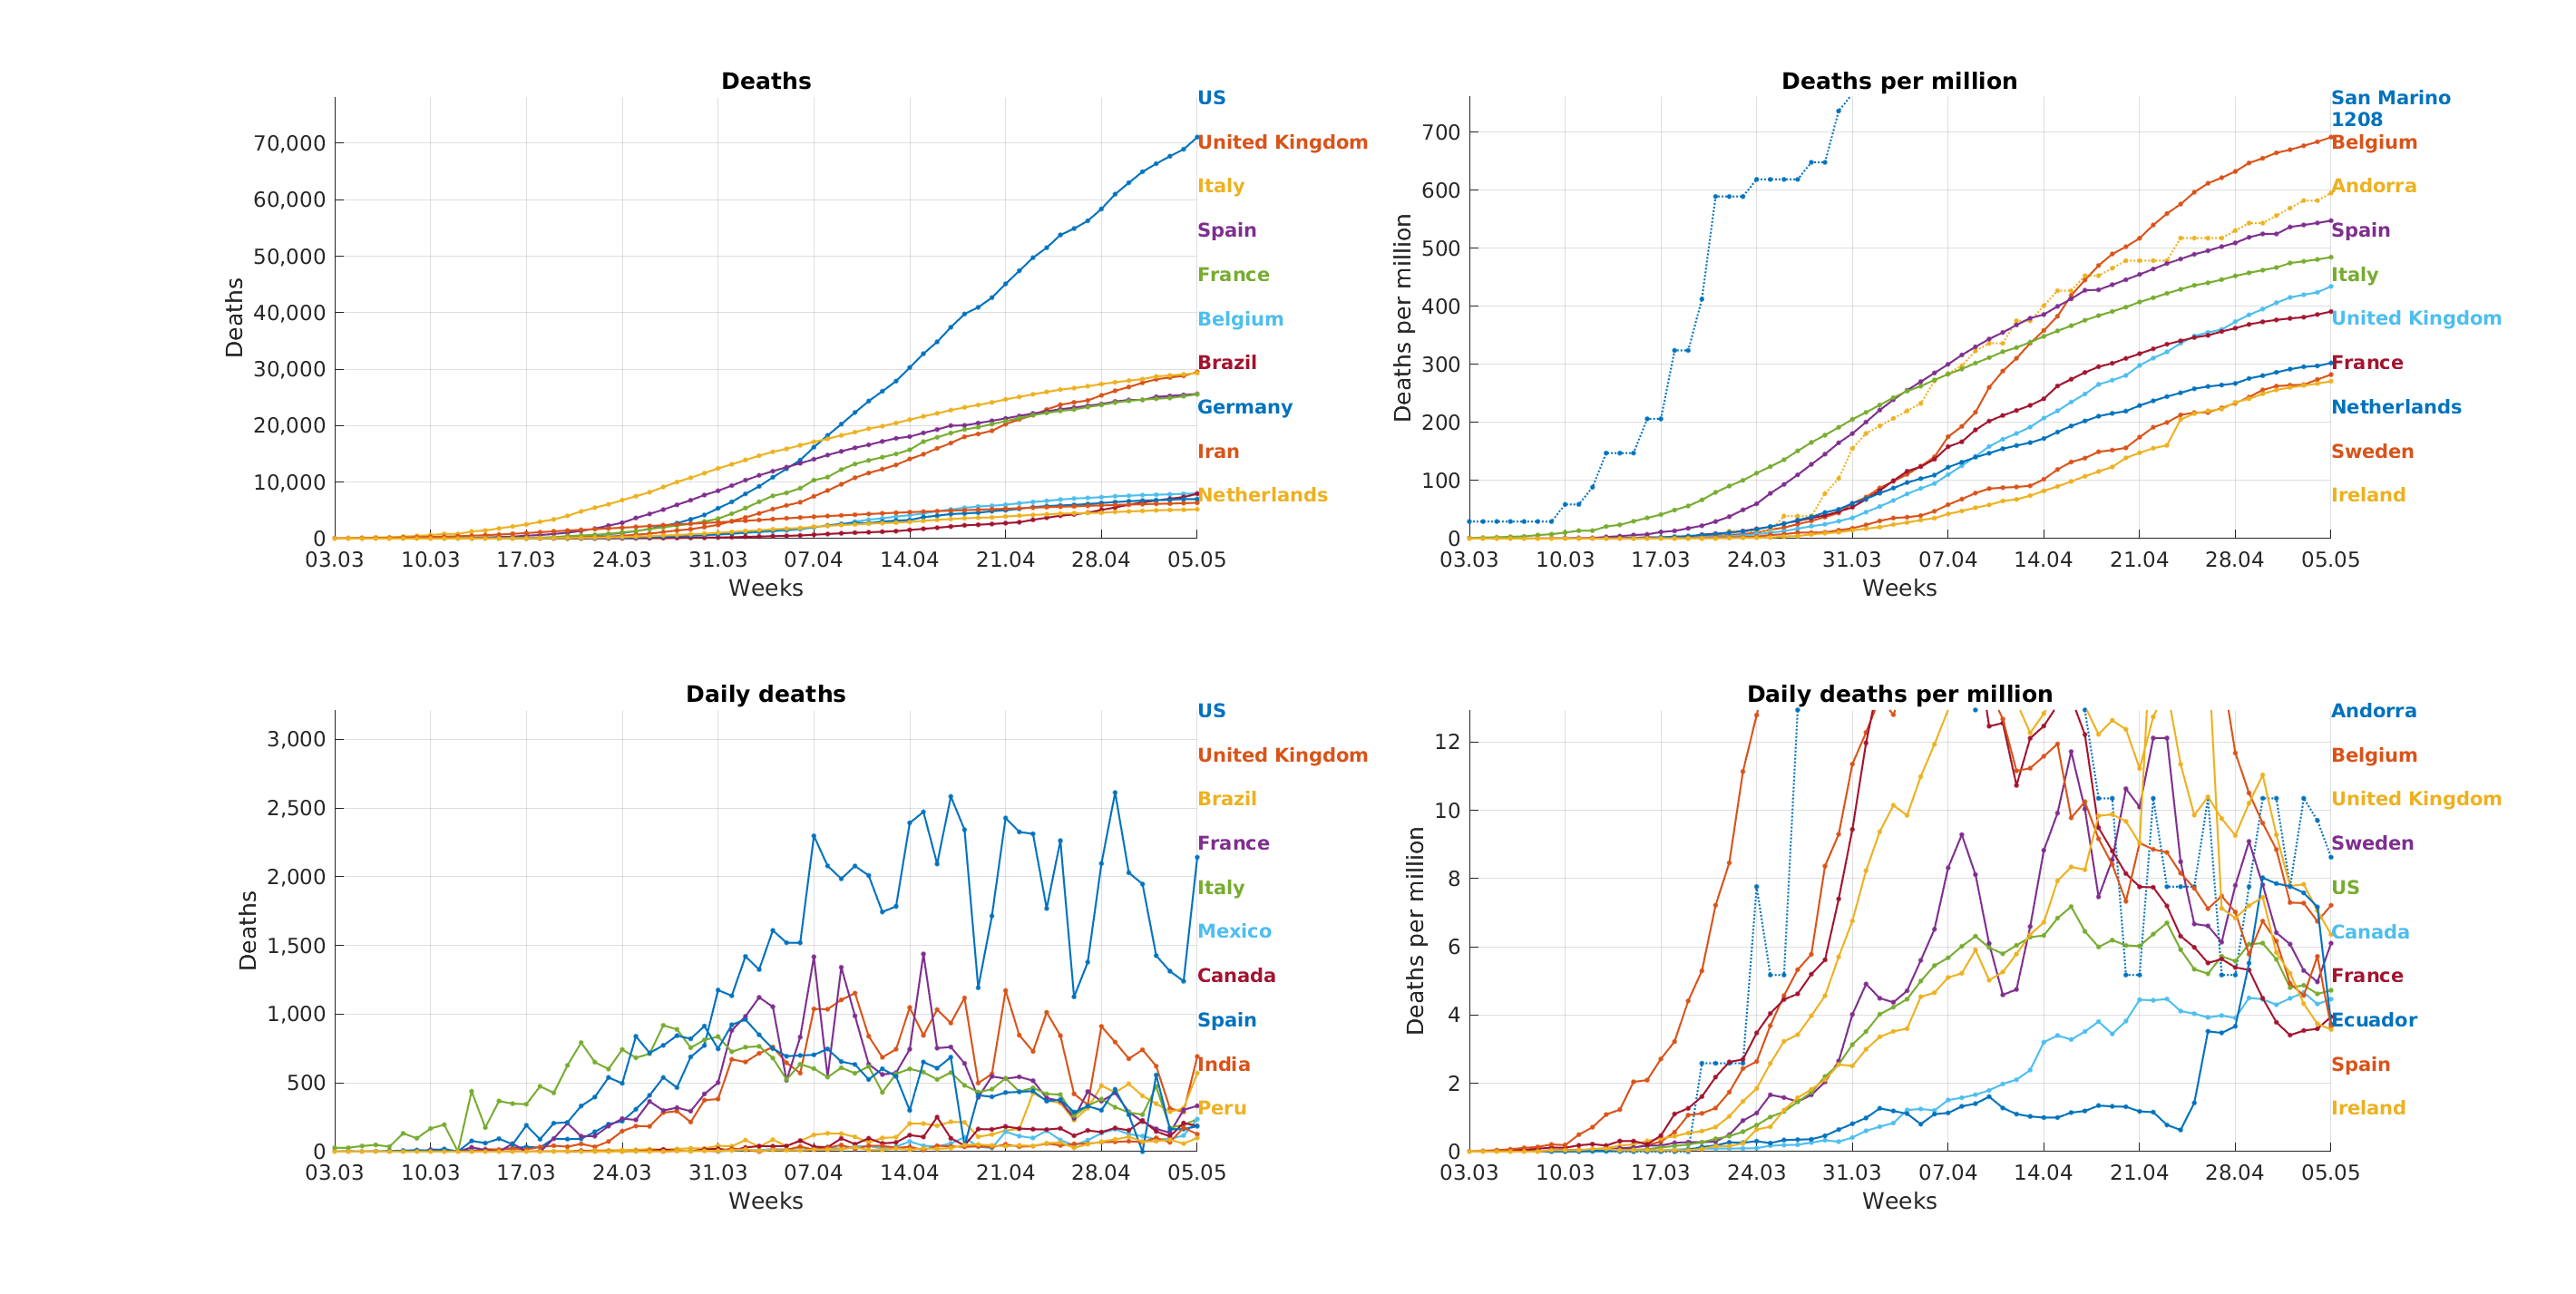 Deaths
Deaths
70,000
60,000
50,000
40,000
30,000
20,000
10,000
0
03.03 10.03 17.03 24.03 31.03 07.04 14.04 21.04 28.04 05.05
Weeks
US
United Kingdom
Italy
Spain
France
Belgium
Brazil
Germany
Iran
Netherlands
Deaths per million
Deaths per million
700
600
500
400
300
200
100
0
03.03 10.03 17.03 24.03 31.03 07.04 14.04 21.04 28.04 05.05
Weeks
San Marino
1208
Belgium
Andorra
Spain
Italy
United Kingdom
France
Netherlands
Sweden
Ireland
Daily deaths
Deaths
3,000
2,500
2,000
1,500
1,000
500
0
03.03 10.03 17.03 24.03 31.03 07.04 14.04 21.04 28.04 05.05
Weeks
US
United Kingdom
Brazil
France
Italy
Mexico
Canada
Spain
India
Peru
Daily deaths per million
Deaths per million
12
10
8
6
4
2
0
03.03 10.03 17.03 24.03 31.03 07.04 14.04 21.04 28.04 05.05
Weeks
Andorra
Belgium
United Kingdom
Sweden
US
Canada
France
Ecuador
Spain
Ireland